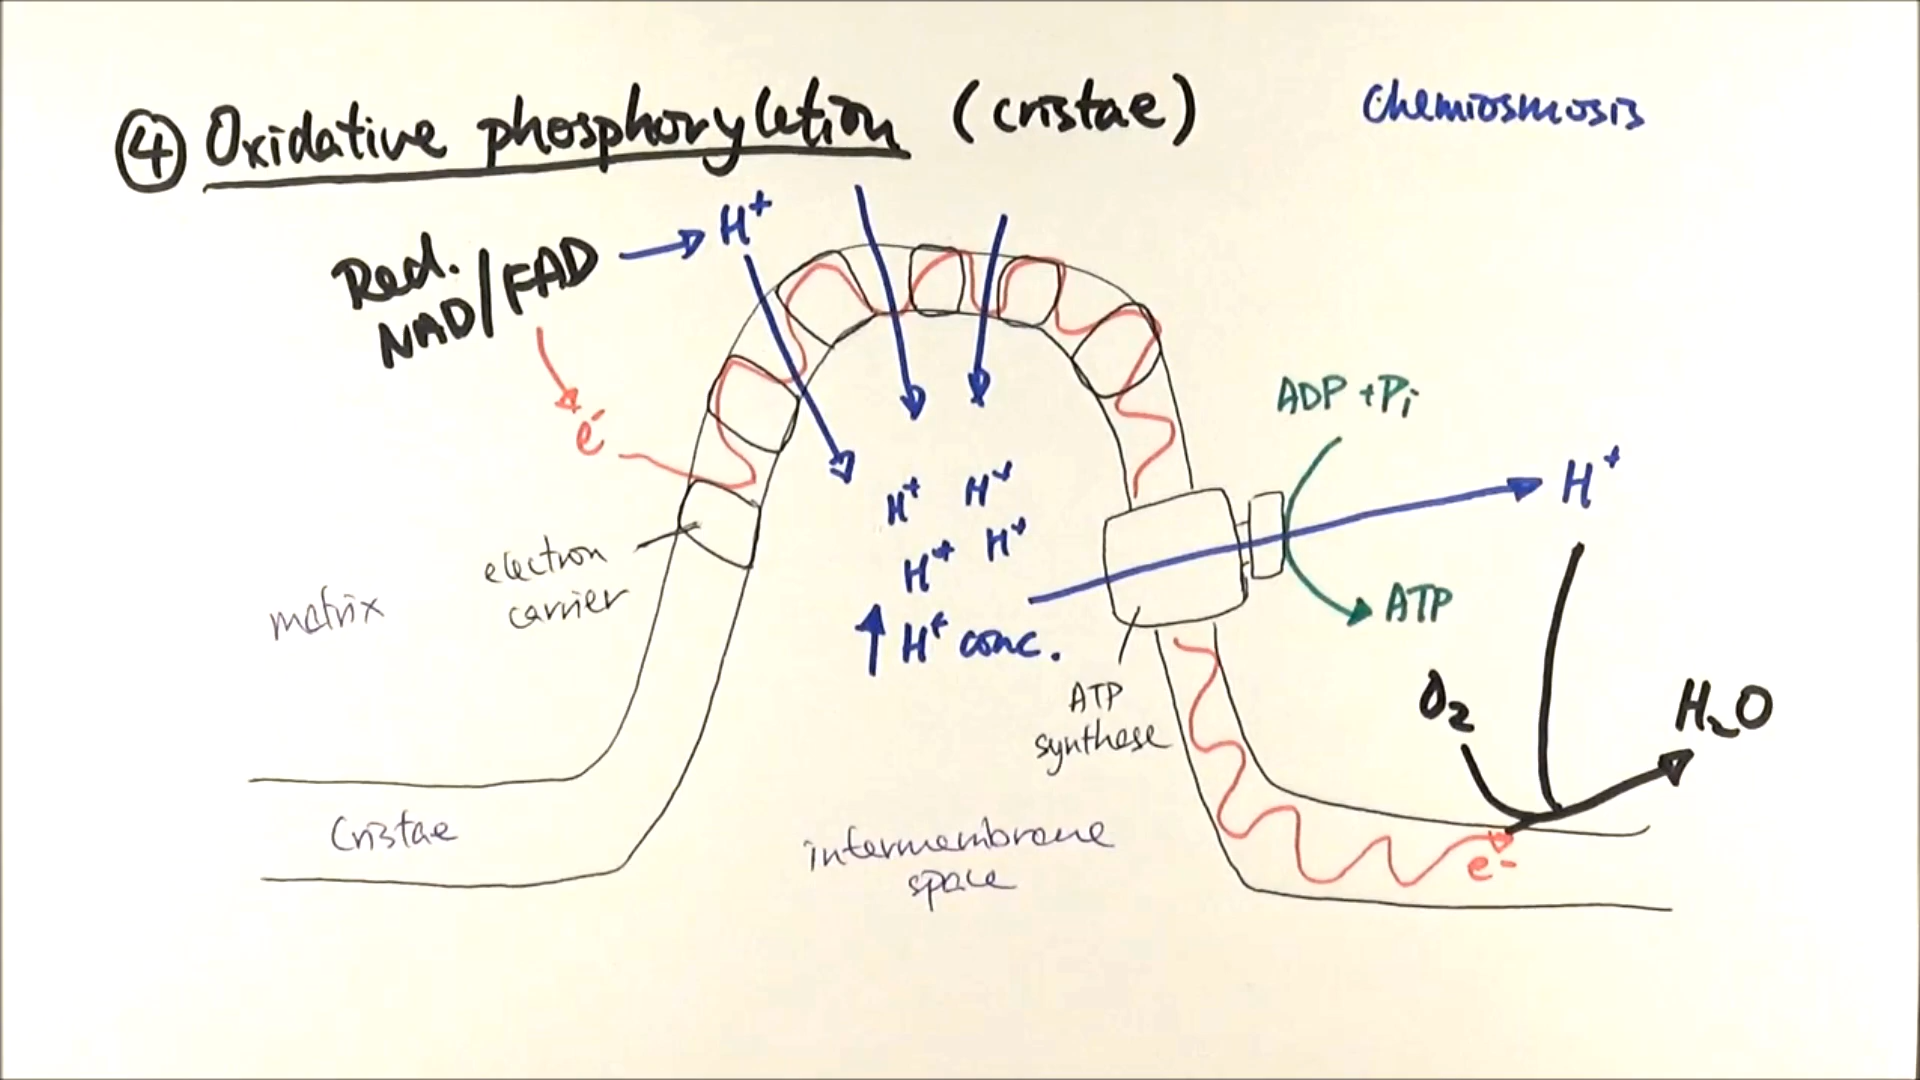 ④ Oxidative phosphorylation (cristae)
Chemiosmosis
Red.
NAD/FAD
H⁺
e⁻
electron
carrier
matrix
Cristae
H⁺ H⁺
H⁺ H⁺
↑ H⁺ conc.
intermembrane
space
ATP
synthase
ADP + Pi
ATP
H⁺
O₂
H₂O
e⁻